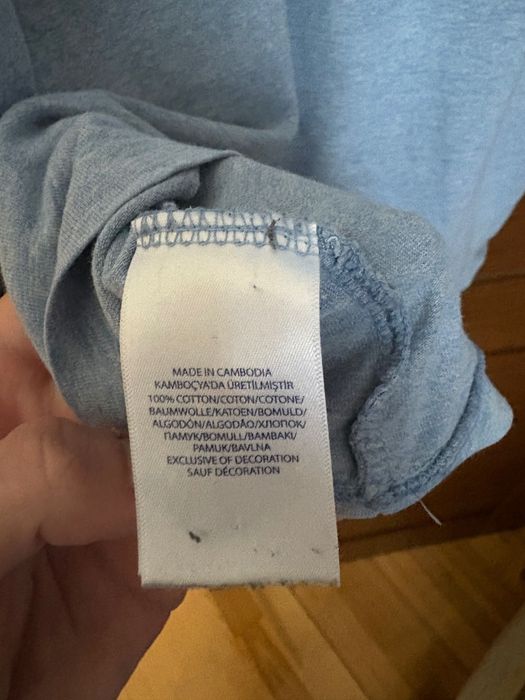 MADE IN CAMBODIA
KAMBOÇYA'DA ÜRETİLMİŞTİR
100% COTTON/COTON/COTONE/
BAUMWOLLE/KATOEN/BOMULD/
ALGODÓN/ALGODÃO/ХЛОПОК/
ПАМУК/BOMULL/BAMBAKI/
PAMUK/BAVLNA
EXCLUSIVE OF DECORATION
SAUF DÉCORATION